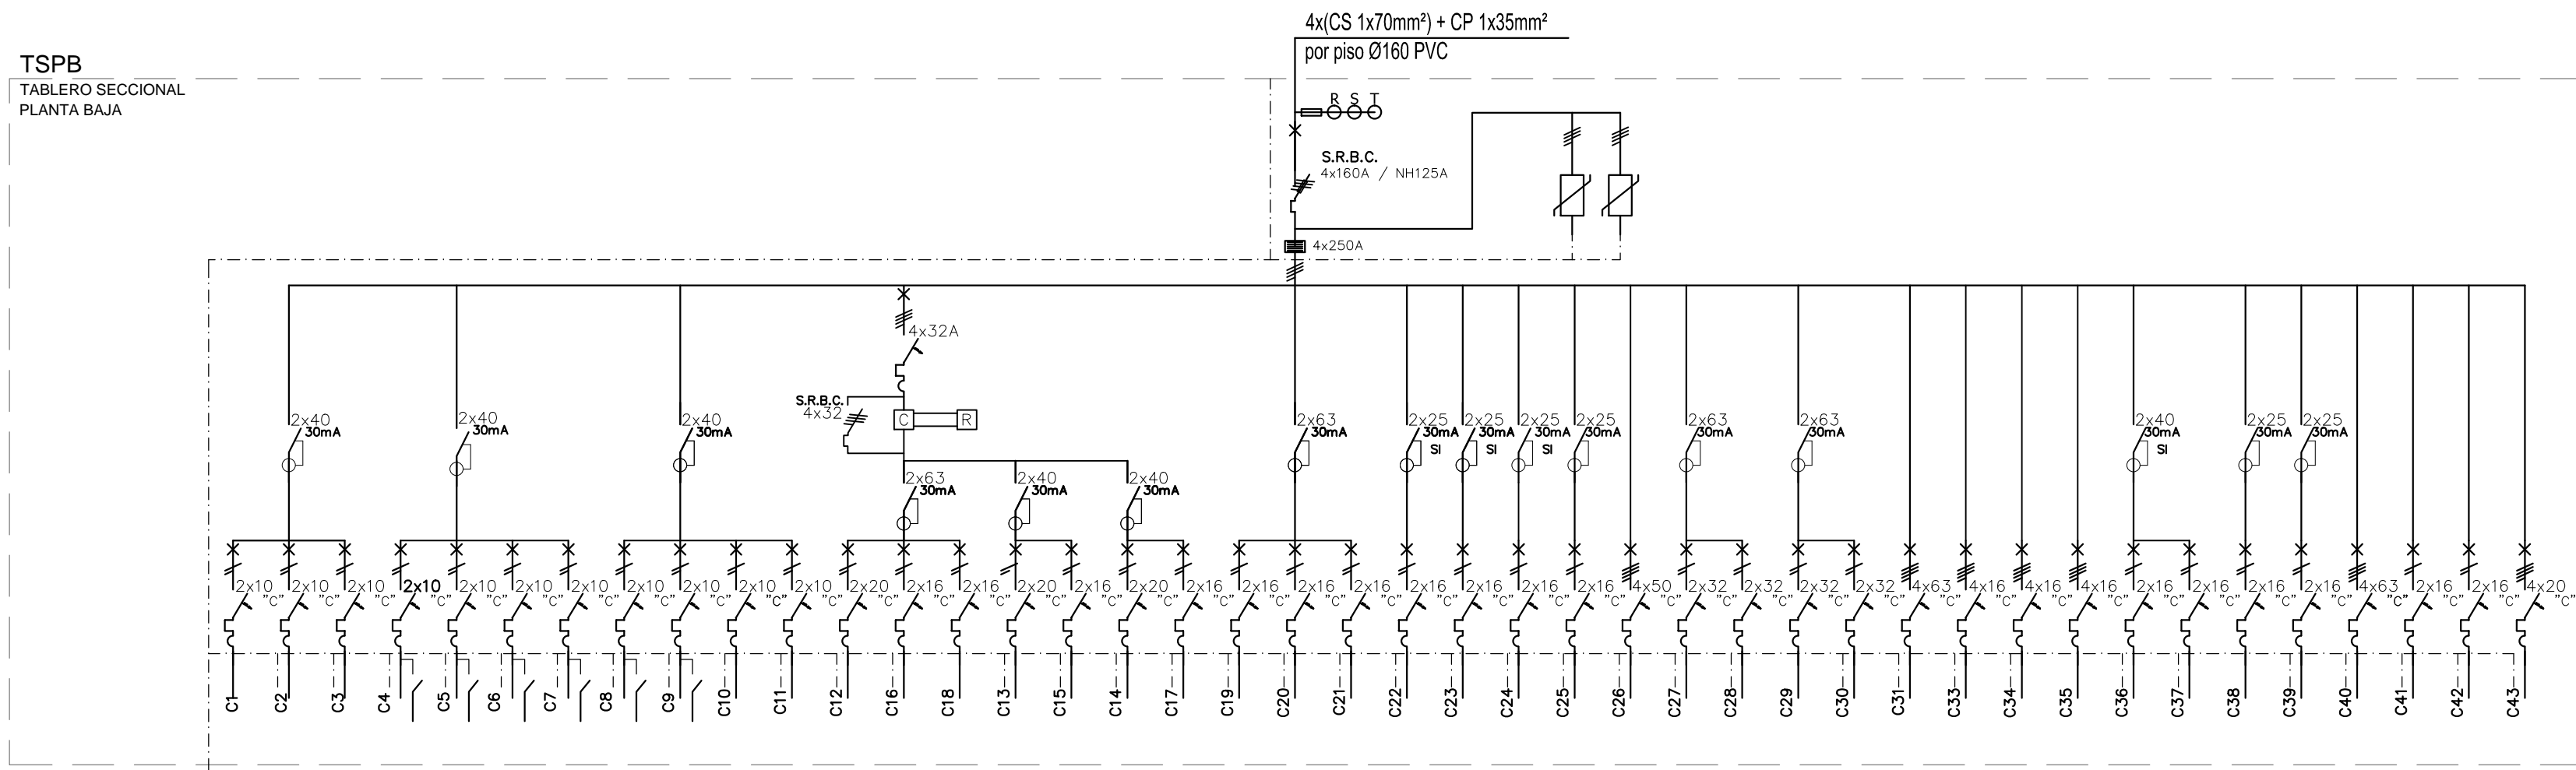 4x(CS 1x70mm²) + CP 1x35mm²
por piso Ø160 PVC
TSPB
TABLERO SECCIONAL
PLANTA BAJA
R S T
S.R.B.C.
4x160A / NH125A
4x250A
4x32A
S.R.B.C.
4x32
C R
2x40 2x40 2x40 2x63 2x25 2x25 2x25 2x25 2x63 2x63 2x40 2x25 2x25
30mA 30mA 30mA 30mA 30mA 30mA 30mA 30mA 30mA 30mA 30mA 30mA 30mA
SI SI SI SI
2x63 2x40 2x40
30mA 30mA 30mA
2x10 2x10 2x10 2x10 2x10 2x10 2x10 2x10 2x10 2x10 2x10 2x20 2x16 2x16 2x20 2x16 2x20 2x16 2x16 2x16 2x16 2x16 2x16 2x16 2x16 4x50 2x32 2x32 2x32 2x32 4x63 4x16 4x16 4x16 2x16 2x16 2x16 2x16 4x63 2x16 2x16 4x20
"C" "C" "C" "C" "C" "C" "C" "C" "C" "C" "C" "C" "C" "C" "C" "C" "C" "C" "C" "C" "C" "C" "C" "C" "C" "C" "C" "C" "C" "C" "C" "C" "C" "C" "C" "C" "C" "C" "C" "C" "C" "C"
C1 C2 C3 C4 C5 C6 C7 C8 C9 C10 C11 C12 C16 C18 C13 C15 C14 C17 C19 C20 C21 C22 C23 C24 C25 C26 C27 C28 C29 C30 C31 C33 C34 C35 C36 C37 C38 C39 C40 C41 C42 C43